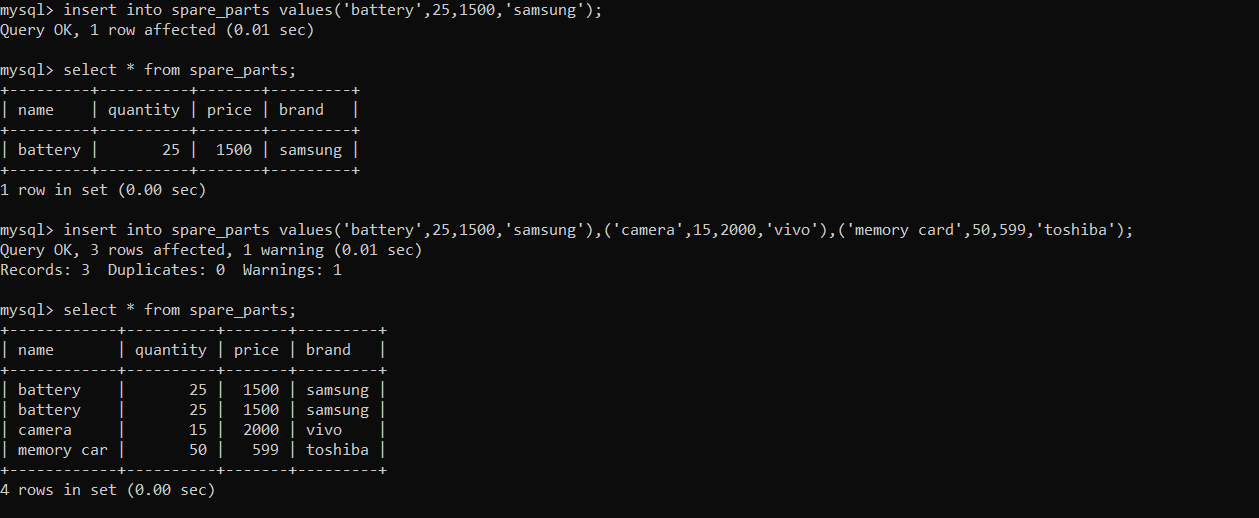 mysql> insert into spare_parts values('battery',25,1500,'samsung');
Query OK, 1 row affected (0.01 sec)

mysql> select * from spare_parts;
+---------+----------+-------+---------+
| name    | quantity | price | brand   |
+---------+----------+-------+---------+
| battery |       25 |  1500 | samsung |
+---------+----------+-------+---------+
1 row in set (0.00 sec)

mysql> insert into spare_parts values('battery',25,1500,'samsung'),('camera',15,2000,'vivo'),('memory card',50,599,'toshiba');
Query OK, 3 rows affected, 1 warning (0.01 sec)
Records: 3  Duplicates: 0  Warnings: 1

mysql> select * from spare_parts;
+------------+----------+-------+---------+
| name       | quantity | price | brand   |
+------------+----------+-------+---------+
| battery    |       25 |  1500 | samsung |
| battery    |       25 |  1500 | samsung |
| camera     |       15 |  2000 | vivo    |
| memory car |       50 |   599 | toshiba |
+------------+----------+-------+---------+
4 rows in set (0.00 sec)